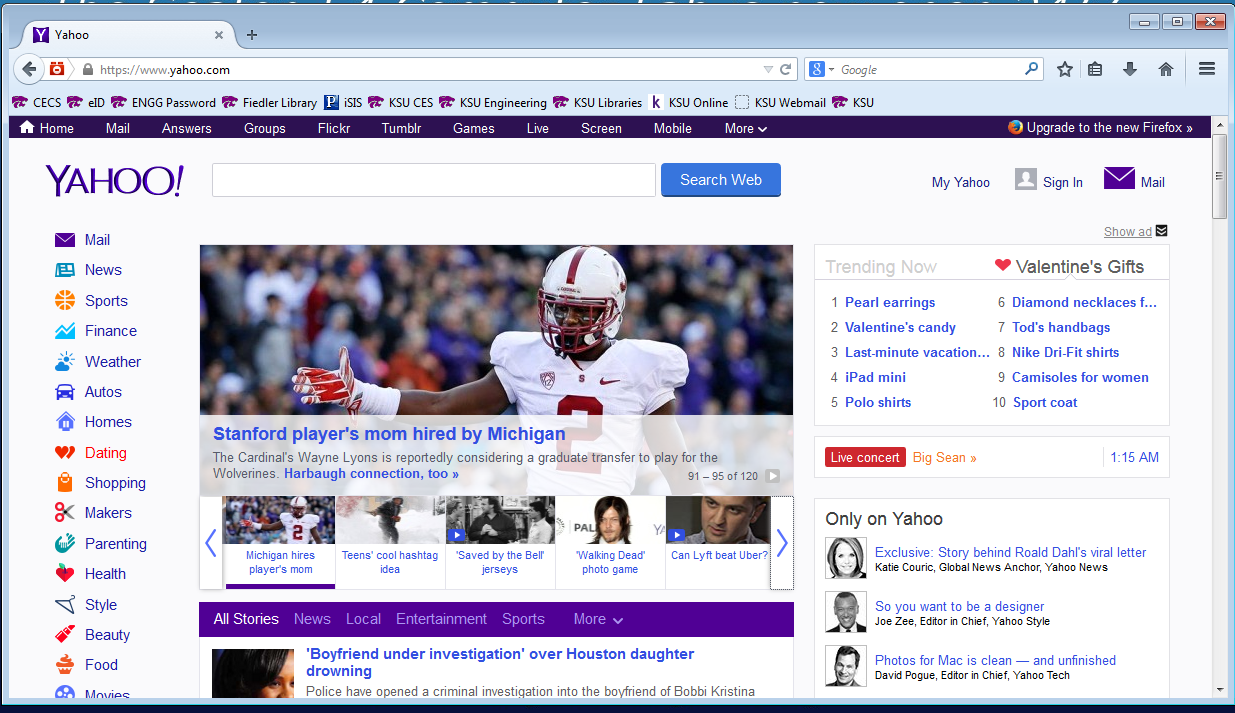 Yahoo
https://www.yahoo.com
Google
CECS eID ENGG Password Fiedler Library iSIS KSU CES KSU Engineering KSU Libraries KSU Online KSU Webmail KSU
Home Mail Answers Groups Flickr Tumblr Games Live Screen Mobile More Upgrade to the new Firefox »
YAHOO!
Search Web
My Yahoo Sign In Mail
Show ad
Mail
News
Sports
Finance
Weather
Autos
Homes
Dating
Shopping
Makers
Parenting
Health
Style
Beauty
Food
Movies
Stanford player's mom hired by Michigan
The Cardinal's Wayne Lyons is reportedly considering a graduate transfer to play for the
Wolverines. Harbaugh connection, too »
91 – 95 of 120
Michigan hires
player's mom
Teens' cool hashtag
idea
'Saved by the Bell'
jerseys
'Walking Dead'
photo game
Can Lyft beat Uber?
All Stories News Local Entertainment Sports More
'Boyfriend under investigation' over Houston daughter
drowning
Police have opened a criminal investigation into the boyfriend of Bobbi Kristina
Trending Now
Valentine's Gifts
1 Pearl earrings
2 Valentine's candy
3 Last-minute vacation...
4 iPad mini
5 Polo shirts
6 Diamond necklaces f...
7 Tod's handbags
8 Nike Dri-Fit shirts
9 Camisoles for women
10 Sport coat
Live concert Big Sean » 1:15 AM
Only on Yahoo
Exclusive: Story behind Roald Dahl's viral letter
Katie Couric, Global News Anchor, Yahoo News
So you want to be a designer
Joe Zee, Editor in Chief, Yahoo Style
Photos for Mac is clean — and unfinished
David Pogue, Editor in Chief, Yahoo Tech